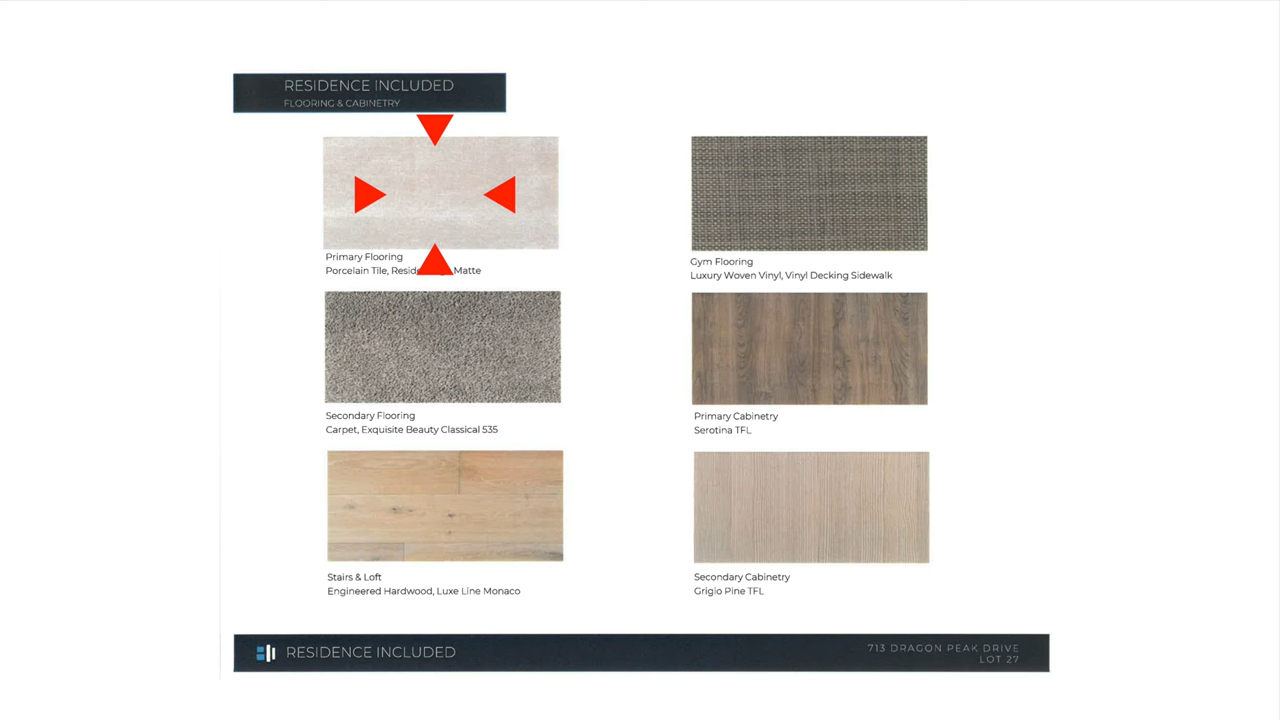 RESIDENCE INCLUDED
FLOORING & CABINETRY
Primary Flooring
Porcelain Tile, Matte
Gym Flooring
Luxury Woven Vinyl, Vinyl Decking Sidewalk
Secondary Flooring
Carpet, Exquisite Beauty Classical 535
Primary Cabinetry
Serotina TFL
Stairs & Loft
Engineered Hardwood, Luxe Line Monaco
Secondary Cabinetry
Grigio Pine TFL
RESIDENCE INCLUDED
713 DRAGON PEAK DRIVE
LOT 27